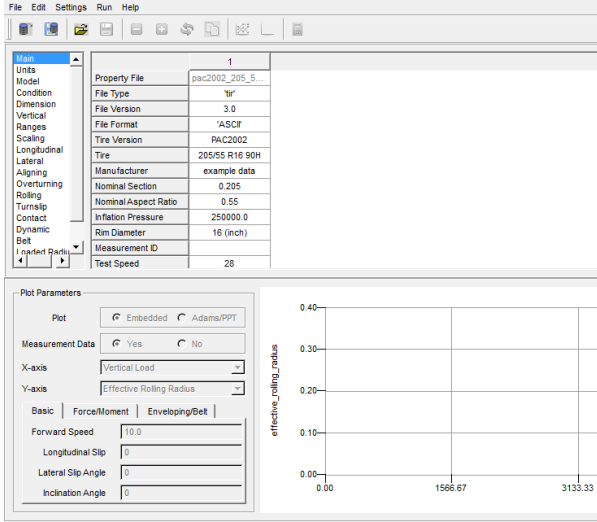 File Edit Settings Run Help
Main
Units
Model
Condition
Dimension
Vertical
Ranges
Scaling
Longitudinal
Lateral
Aligning
Overturning
Rolling
Turnslip
Contact
Dynamic
Belt
Loaded Radiu
1
Property File pac2002_205_5...
File Type 'tir'
File Version 3.0
File Format 'ASCII'
Tire Version PAC2002
Tire 205/55 R16 90H
Manufacturer example data
Nominal Section 0.205
Nominal Aspect Ratio 0.55
Inflation Pressure 250000.0
Rim Diameter 16 (inch)
Measurement ID
Test Speed 28
Plot Parameters
Plot Embedded Adams/PPT
Measurement Data Yes No
X-axis Vertical Load
Y-axis Effective Rolling Radius
Basic Force/Moment Enveloping/Belt
Forward Speed 10.0
Longitudinal Slip 0
Lateral Slip Angle 0
Inclination Angle 0
effective_rolling_radius
0.40
0.30
0.20
0.10
0.00
0.00 1566.67 3133.33